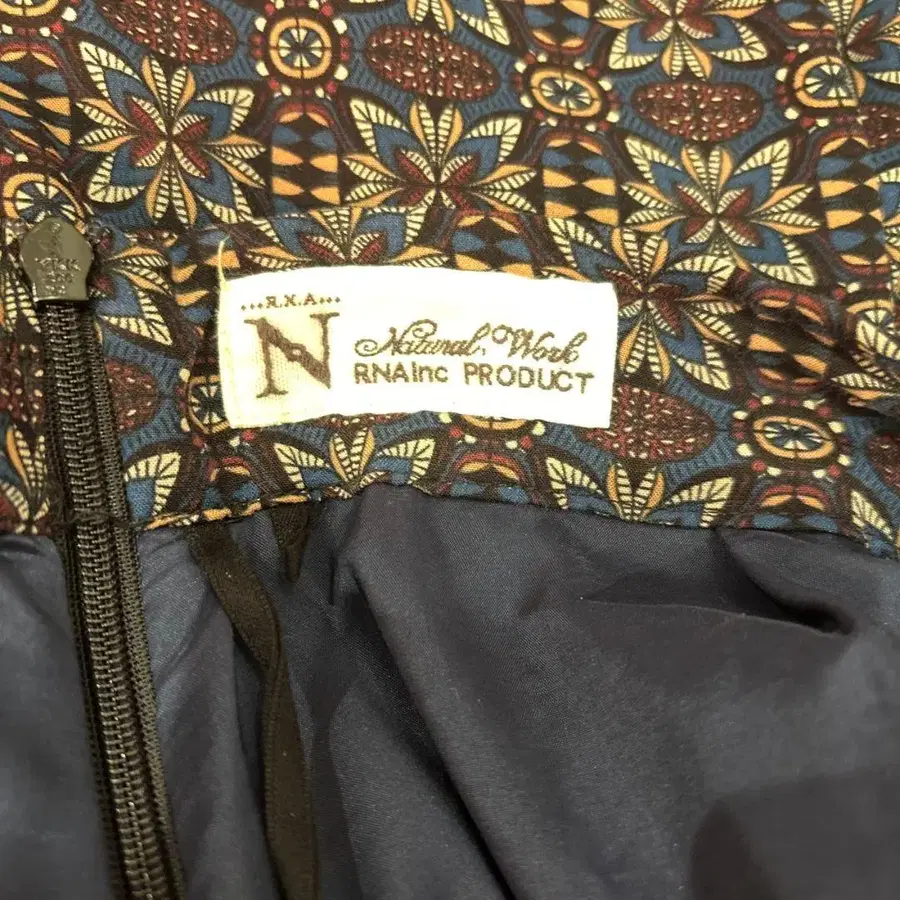 ...R.N.A...
N
Natural, Work
RNAInc PRODUCT